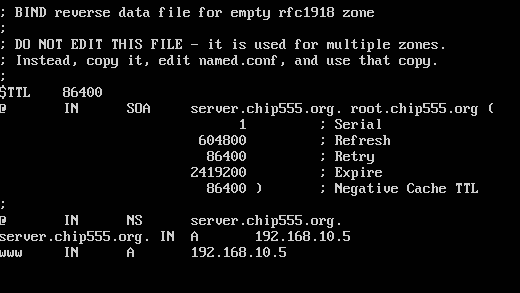 ; BIND reverse data file for empty rfc1918 zone
;
; DO NOT EDIT THIS FILE - it is used for multiple zones.
; Instead, copy it, edit named.conf, and use that copy.
;
$TTL    86400
@       IN      SOA     server.chip555.org. root.chip555.org (
                              1         ; Serial
                         604800         ; Refresh
                          86400         ; Retry
                        2419200         ; Expire
                          86400 )       ; Negative Cache TTL
;
@       IN      NS      server.chip555.org.
server.chip555.org. IN  A       192.168.10.5
www     IN      A       192.168.10.5